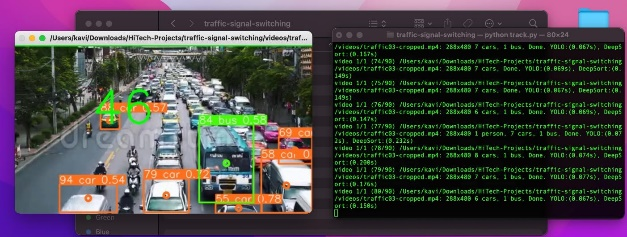 traffic-signal-switching
/Users/kavi/Downloads/HiTech-Projects/traffic-signal-switching/videos/traf...
46
88 car 0.57
84 bus 0.58
69 ca
58 car 0.
94 car 0.54
79 car 0.72
55 car 0.78
Green
Blue
traffic-signal-switching — python track.py — 80×24
/videos/traffic03-cropped.mp4: 288x480 7 cars, 1 bus, Done. YOLO:(0.067s), DeepS
ort:(0.157s)
video 1/1 (74/90) /Users/kavi/Downloads/HiTech-Projects/traffic-signal-switching
/videos/traffic03-cropped.mp4: 288x480 7 cars, Done. YOLO:(0.069s), DeepSort:(0.
149s)
video 1/1 (75/90) /Users/kavi/Downloads/HiTech-Projects/traffic-signal-switching
/videos/traffic03-cropped.mp4: 288x480 7 cars, Done. YOLO:(0.067s), DeepSort:(0.
145s)
video 1/1 (76/90) /Users/kavi/Downloads/HiTech-Projects/traffic-signal-switching
/videos/traffic03-cropped.mp4: 288x480 6 cars, 1 bus, Done. YOLO:(0.069s), DeepS
ort:(0.147s)
video 1/1 (77/90) /Users/kavi/Downloads/HiTech-Projects/traffic-signal-switching
/videos/traffic03-cropped.mp4: 288x480 1 person, 7 cars, 1 bus, Done. YOLO:(0.07
2s), DeepSort:(0.232s)
video 1/1 (78/90) /Users/kavi/Downloads/HiTech-Projects/traffic-signal-switching
/videos/traffic03-cropped.mp4: 288x480 6 cars, 1 bus, Done. YOLO:(0.074s), DeepS
ort:(0.200s)
video 1/1 (79/90) /Users/kavi/Downloads/HiTech-Projects/traffic-signal-switching
/videos/traffic03-cropped.mp4: 288x480 7 cars, 1 bus, Done. YOLO:(0.077s), DeepS
ort:(0.176s)
video 1/1 (80/90) /Users/kavi/Downloads/HiTech-Projects/traffic-signal-switching
/videos/traffic03-cropped.mp4: 288x480 6 cars, 1 bus, Done. YOLO:(0.067s), DeepS
ort:(0.150s)